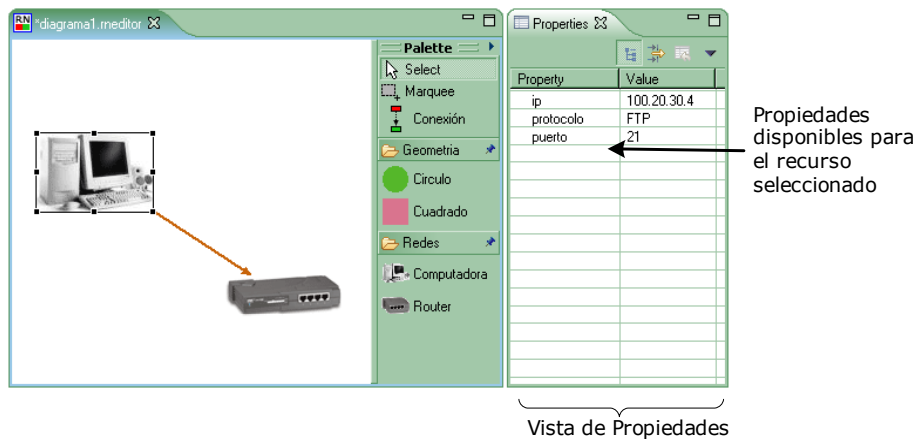 RN *diagrama1.rneditor
Palette
Select
Marquee
Conexión
Geometria
Circulo
Cuadrado
Redes
Computadora
Router
Properties
Property Value
ip 100.20.30.4
protocolo FTP
puerto 21
Propiedades
disponibles para
el recurso
seleccionado
Vista de Propiedades